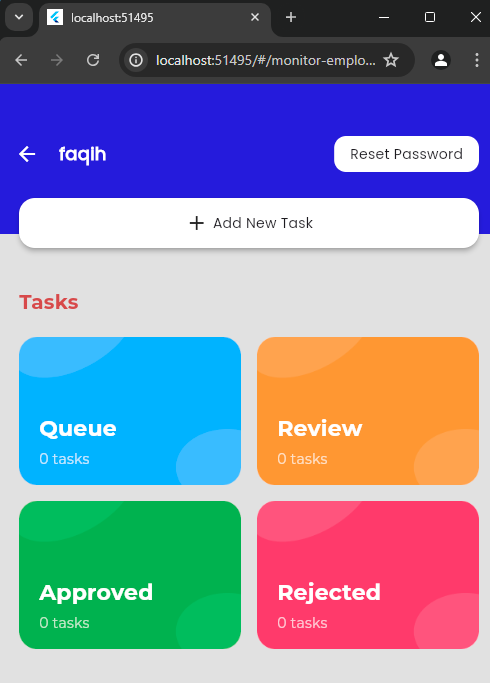 localhost:51495
localhost:51495/#/monitor-emplo...
faqih
Reset Password
+ Add New Task
Tasks
Queue
0 tasks
Review
0 tasks
Approved
0 tasks
Rejected
0 tasks